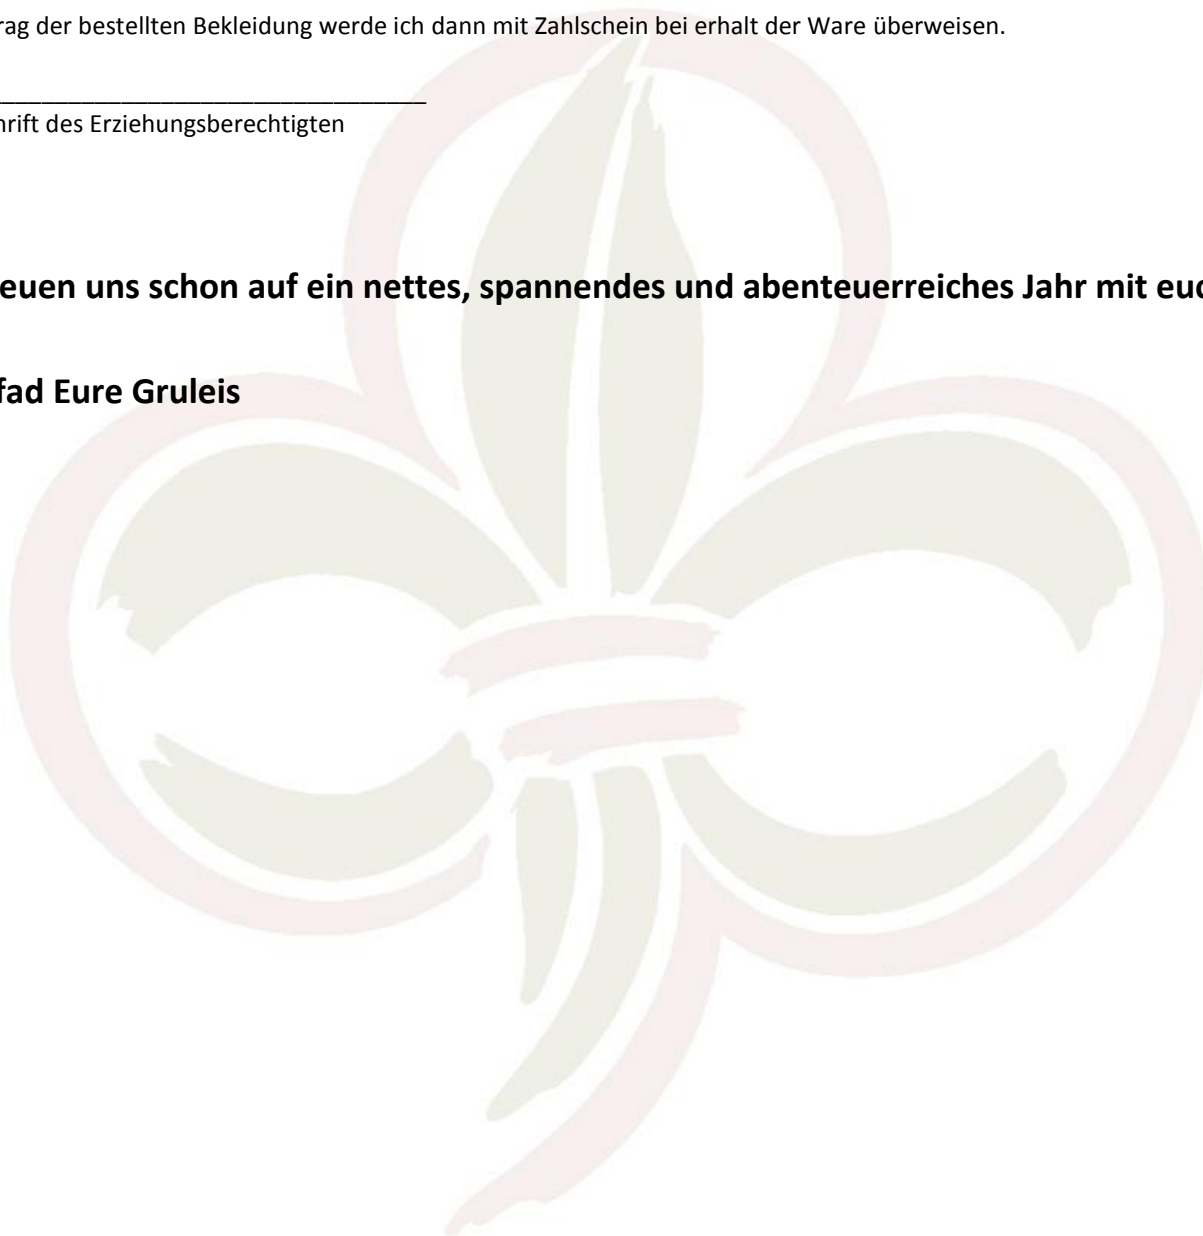 rag der bestellten Bekleidung werde ich dann mit Zahlschein bei erhalt der Ware überweisen.
________________________________
hrift des Erziehungsberechtigten
euen uns schon auf ein nettes, spannendes und abenteuerreiches Jahr mit euc
fad Eure Gruleis